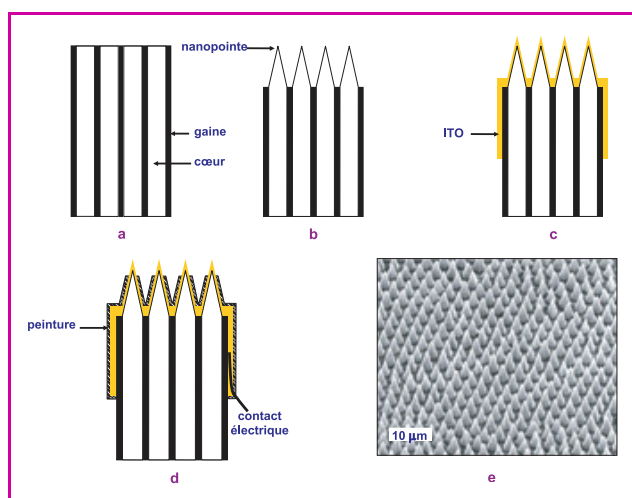 nanopointe
gaine
cœur
ITO
a
b
c
peinture
contact
électrique
10 µm
d
e